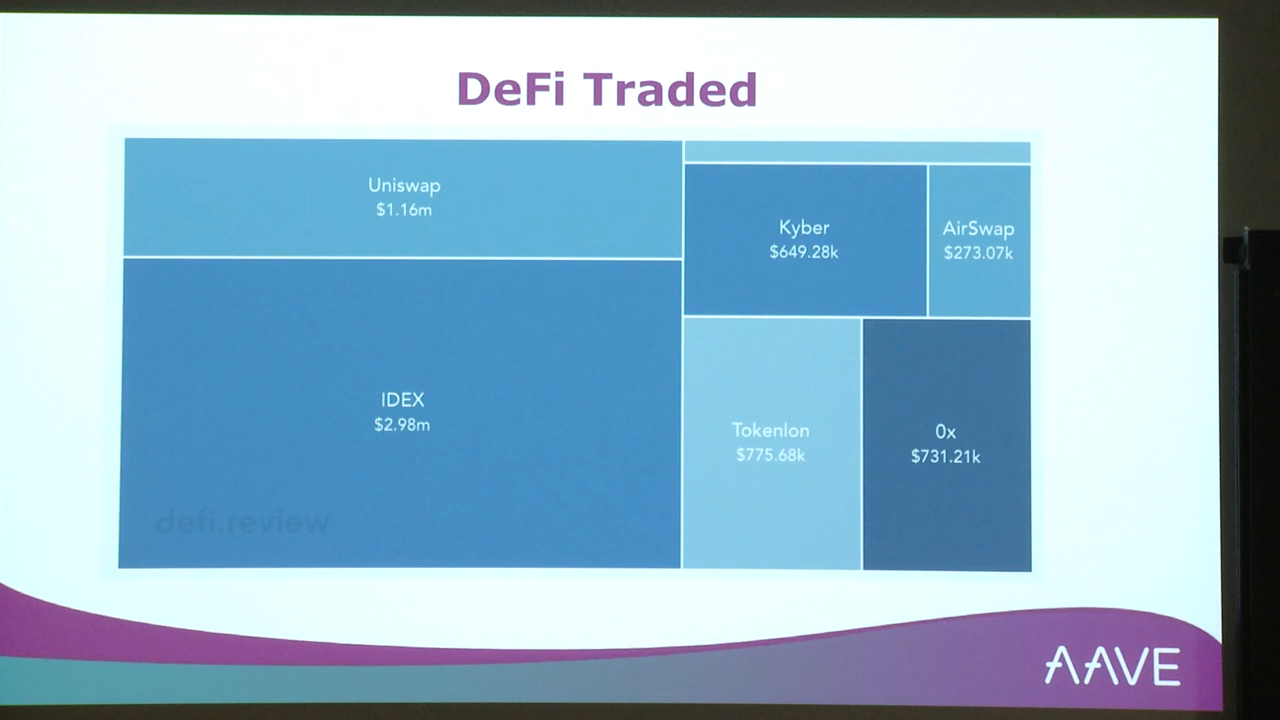 DeFi Traded
Uniswap
$1.16m
IDEX
$2.98m
defi.review
Kyber
$649.28k
AirSwap
$273.07k
Tokenlon
$775.68k
0x
$731.21k
AAVE